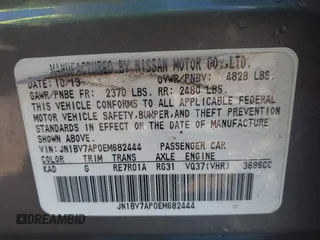 MANUFACTURED BY NISSAN MOTOR CO.,LTD.
DATE: 10/13 GVWR/PNBV: 4828 LBS.
GAWR/PNBE FR: 2370 LBS. RR: 2480 LBS.
THIS VEHICLE CONFORMS TO ALL APPLICABLE FEDERAL
MOTOR VEHICLE SAFETY,BUMPER,AND THEFT PREVENTION
STANDARDS IN EFFECT ON THE DATE OF MANUFACTURE
SHOWN ABOVE.
VIN:JN1BV7AP0EM682444 PASSENGER CAR
COLOR TRIM TRANS AXLE ENGINE
KAD G RE7R01A RG31 VQ37(VHR) 3696CC
JN1BV7AP0EM682444
DREAMBID